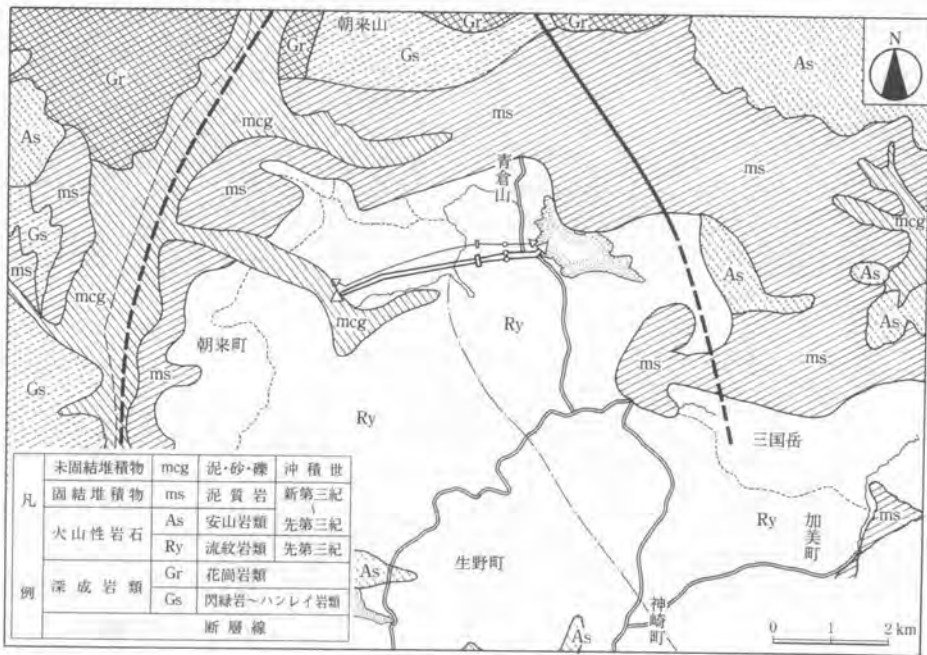 朝来山
Gr
Gr
Gr
Gs
As
N
Gr
mcg
ms
As
ms
青倉山
ms
ms
mcg
Gs
As
As
ms
mcg
mcg
Ry
As
朝来町
ms
ms
ms
Gs
Ry
三国岳
Ry
加美町
ms
生野町
As
神崎町
As
0 1 2 km
凡例
未固結堆積物 mcg 泥・砂・礫 沖積世
固結堆積物 ms 泥質岩 新第三紀～先第三紀
火山性岩石 As 安山岩類
Ry 流紋岩類 先第三紀
深成岩類 Gr 花崗岩類
Gs 閃緑岩～ハンレイ岩類
断層線